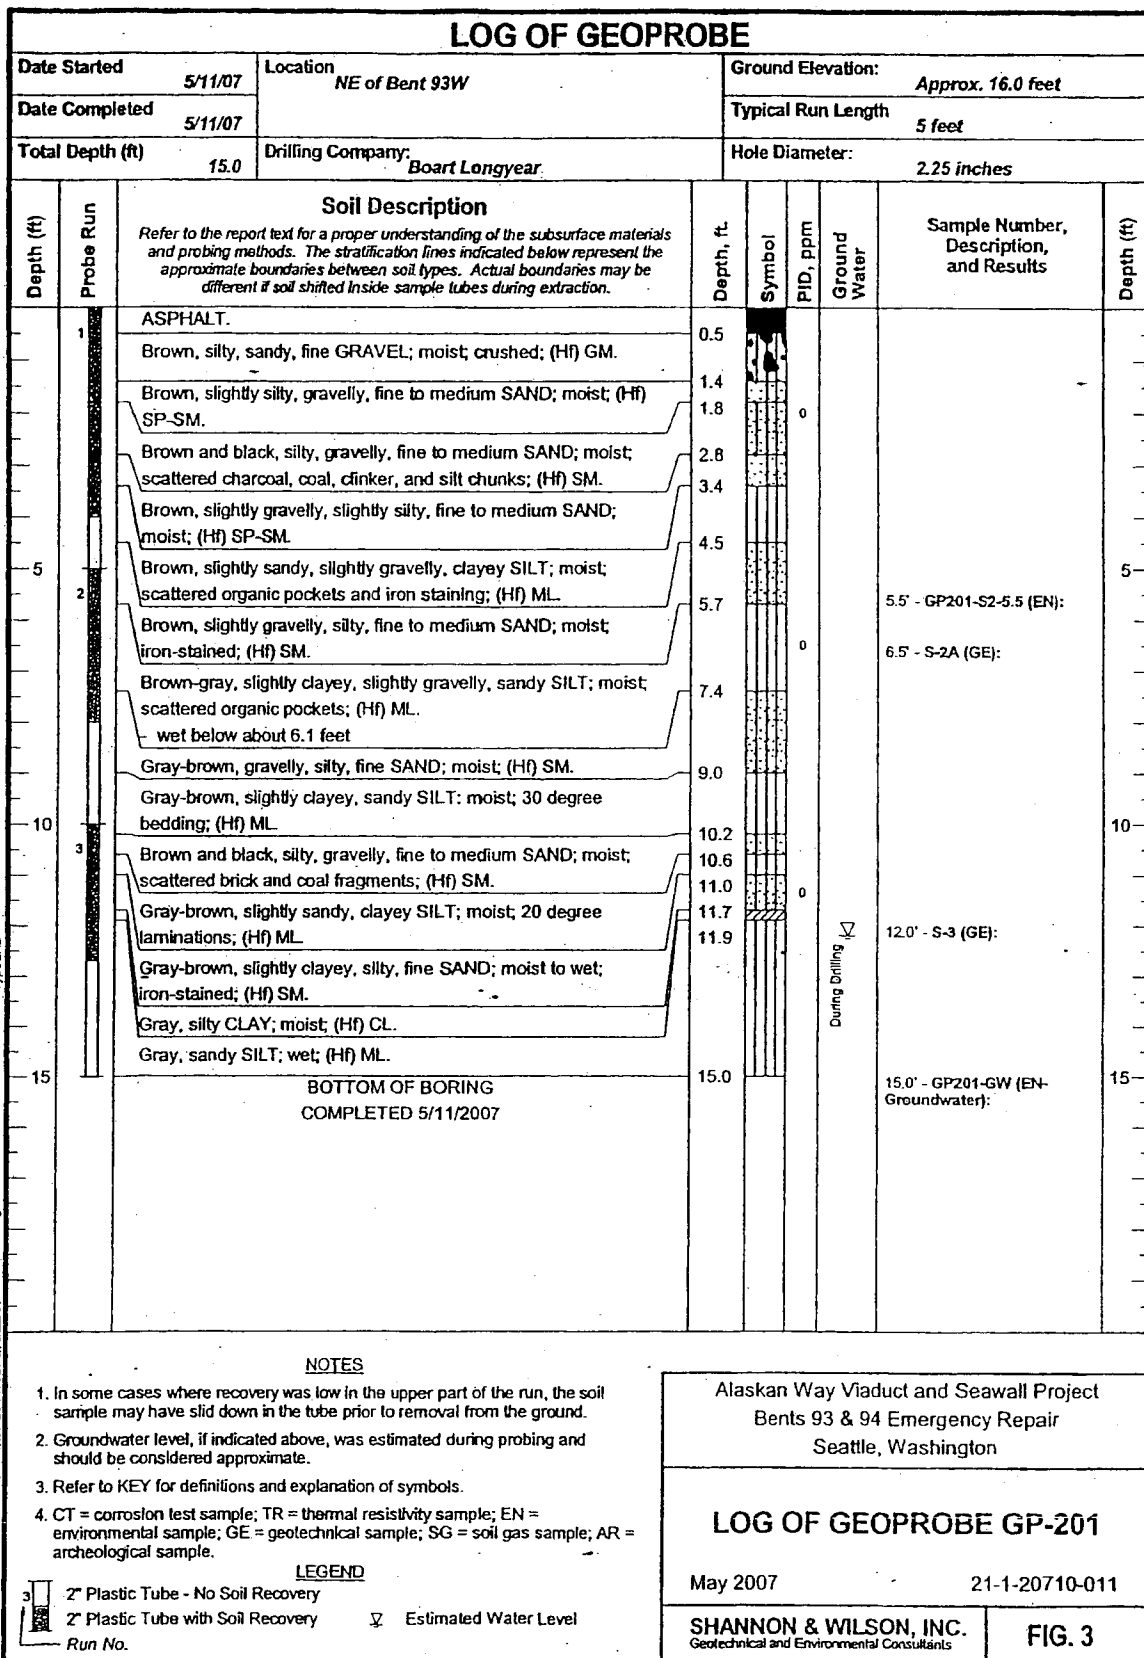 LOG OF GEOPROBE
Date Started 5/11/07
Location NE of Bent 93W
Ground Elevation: Approx. 16.0 feet
Date Completed 5/11/07
Typical Run Length 5 feet
Total Depth (ft) 15.0
Drilling Company: Boart Longyear
Hole Diameter: 2.25 inches
Depth (ft)
Probe Run
Soil Description
Refer to the report text for a proper understanding of the subsurface materials
and probing methods. The stratification lines indicated below represent the
approximate boundaries between soil types. Actual boundaries may be
different if soil shifted inside sample tubes during extraction.
Depth, ft.
Symbol
PID, ppm
Ground
Water
Sample Number,
Description,
and Results
Depth (ft)
1
ASPHALT.
0.5
Brown, silty, sandy, fine GRAVEL; moist; crushed; (Hf) GM.
1.4
Brown, slightly silty, gravelly, fine to medium SAND; moist; (Hf)
SP-SM.
1.8
0
Brown and black, silty, gravelly, fine to medium SAND; moist;
scattered charcoal, coal, clinker, and silt chunks; (Hf) SM.
2.8
3.4
Brown, slightly gravelly, slightly silty, fine to medium SAND;
moist; (Hf) SP-SM.
4.5
5
5
Brown, slightly sandy, slightly gravelly, clayey SILT; moist;
scattered organic pockets and iron staining; (Hf) ML.
2
5.7
5.5' - GP201-S2-5.5 (EN):
Brown, slightly gravelly, silty, fine to medium SAND; moist;
iron-stained; (Hf) SM.
0
6.5' - S-2A (GE):
Brown-gray, slightly clayey, slightly gravelly, sandy SILT; moist;
scattered organic pockets; (Hf) ML.
- wet below about 6.1 feet
7.4
Gray-brown, gravelly, silty, fine SAND; moist; (Hf) SM.
9.0
Gray-brown, slightly clayey, sandy SILT: moist; 30 degree
bedding; (Hf) ML
10
10.2
10
3
Brown and black, silty, gravelly, fine to medium SAND; moist;
scattered brick and coal fragments; (Hf) SM.
10.6
11.0
0
Gray-brown, slightly sandy, clayey SILT; moist; 20 degree
laminations; (Hf) ML
11.7
11.9
During Drilling
12.0' - S-3 (GE):
Gray-brown, slightly clayey, silty, fine SAND; moist to wet;
iron-stained; (Hf) SM.
Gray, silty CLAY; moist; (Hf) CL.
Gray, sandy SILT; wet; (Hf) ML.
15
15.0
15
BOTTOM OF BORING
COMPLETED 5/11/2007
15.0' - GP201-GW (EN-
Groundwater):
NOTES
1. In some cases where recovery was low in the upper part of the run, the soil
sample may have slid down in the tube prior to removal from the ground.
2. Groundwater level, if indicated above, was estimated during probing and
should be considered approximate.
3. Refer to KEY for definitions and explanation of symbols.
4. CT = corrosion test sample; TR = thermal resistivity sample; EN =
environmental sample; GE = geotechnical sample; SG = soil gas sample; AR =
archeological sample.
LEGEND
3
2" Plastic Tube - No Soil Recovery
2" Plastic Tube with Soil Recovery
Estimated Water Level
Run No.
Alaskan Way Viaduct and Seawall Project
Bents 93 & 94 Emergency Repair
Seattle, Washington
LOG OF GEOPROBE GP-201
May 2007 21-1-20710-011
SHANNON & WILSON, INC.
Geotechnical and Environmental Consultants
FIG. 3